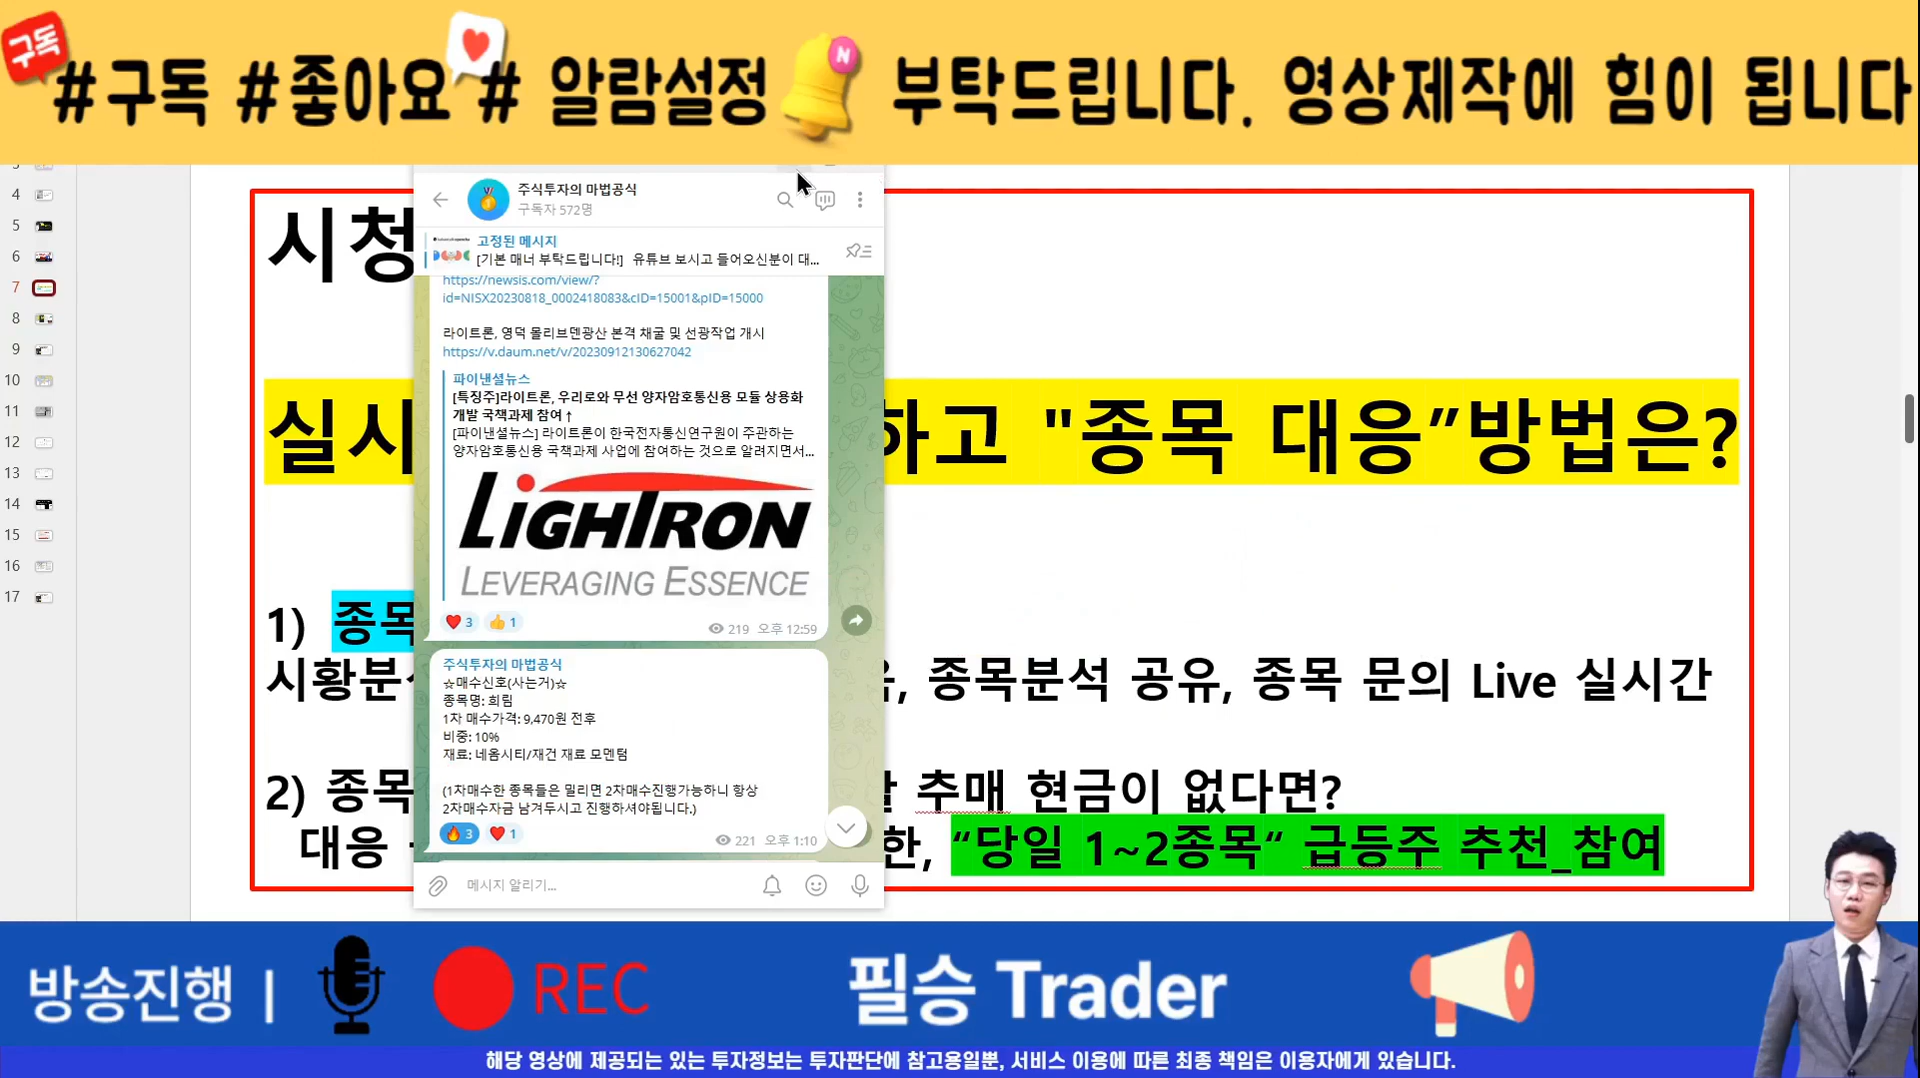 구독
#구독 #좋아요 # 알람설정 N 부탁드립니다. 영상제작에 힘이 됩니다
4
5
6
7
8
9
10
11
12
13
14
15
16
17
주식투자의 마법공식
구독자 572명
고정된 메시지
[기본 매너 부탁드립니다!] 유튜브 보시고 들어오신분이 대...
https://newsis.com/view/?
id=NISX20230818_0002418083&cID=15001&pID=15000
라이트론, 영덕 몰리브덴광산 본격 채굴 및 선광작업 개시
https://v.daum.net/v/20230912130627042
파이낸셜뉴스
[특징주]라이트론, 우리로와 무선 양자암호통신용 모듈 상용화
개발 국책과제 참여↑
[파이낸셜뉴스] 라이트론이 한국전자통신연구원이 주관하는
양자암호통신용 국책과제 사업에 참여하는 것으로 알려지면서...
LIGHTRON
LEVERAGING ESSENCE
3 1
219 오후 12:59
주식투자의 마법공식
☆매수신호(사는거)☆
종목명: 희림
1차 매수가격: 9,470원 전후
비중: 10%
재료: 네옴시티/재건 재료 모멘텀
(1차매수한 종목들은 밀리면 2차매수진행가능하니 항상
2차매수자금 남겨두시고 진행하셔야됩니다.)
3 1
221 오후 1:10
메시지 알리기...
시청
실시 하고 "종목 대응”방법은?
1) 종목
시황분 , 종목분석 공유, 종목 문의 Live 실시간
2) 종목 추매 현금이 없다면?
대응 한, “당일 1~2종목“ 급등주 추천_참여
방송진행 | REC 필승 Trader
해당 영상에 제공되는 있는 투자정보는 투자판단에 참고용일뿐, 서비스 이용에 따른 최종 책임은 이용자에게 있습니다.